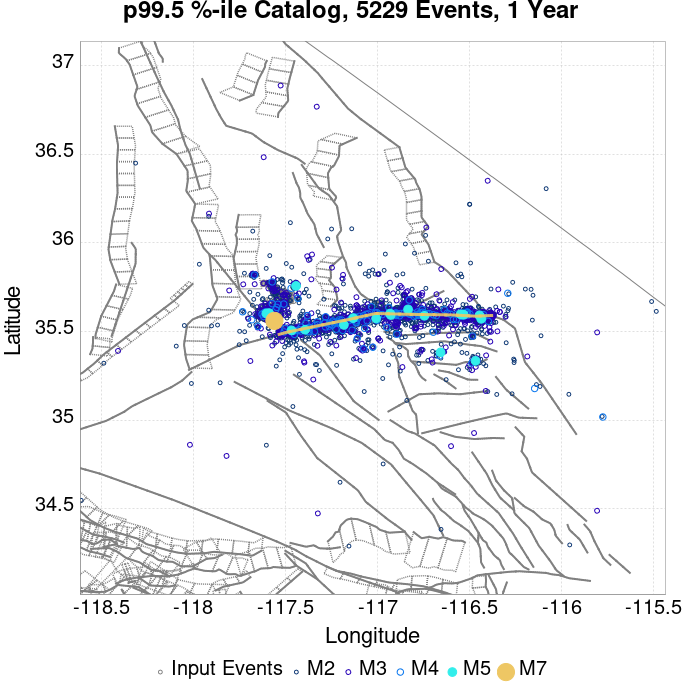 p99.5 %-ile Catalog, 5229 Events, 1 Year
37
36.5
36
35.5
35
34.5
Latitude
-118.5 -118 -117.5 -117 -116.5 -116 -115.5
Longitude
Input Events M2 M3 M4 M5 M7